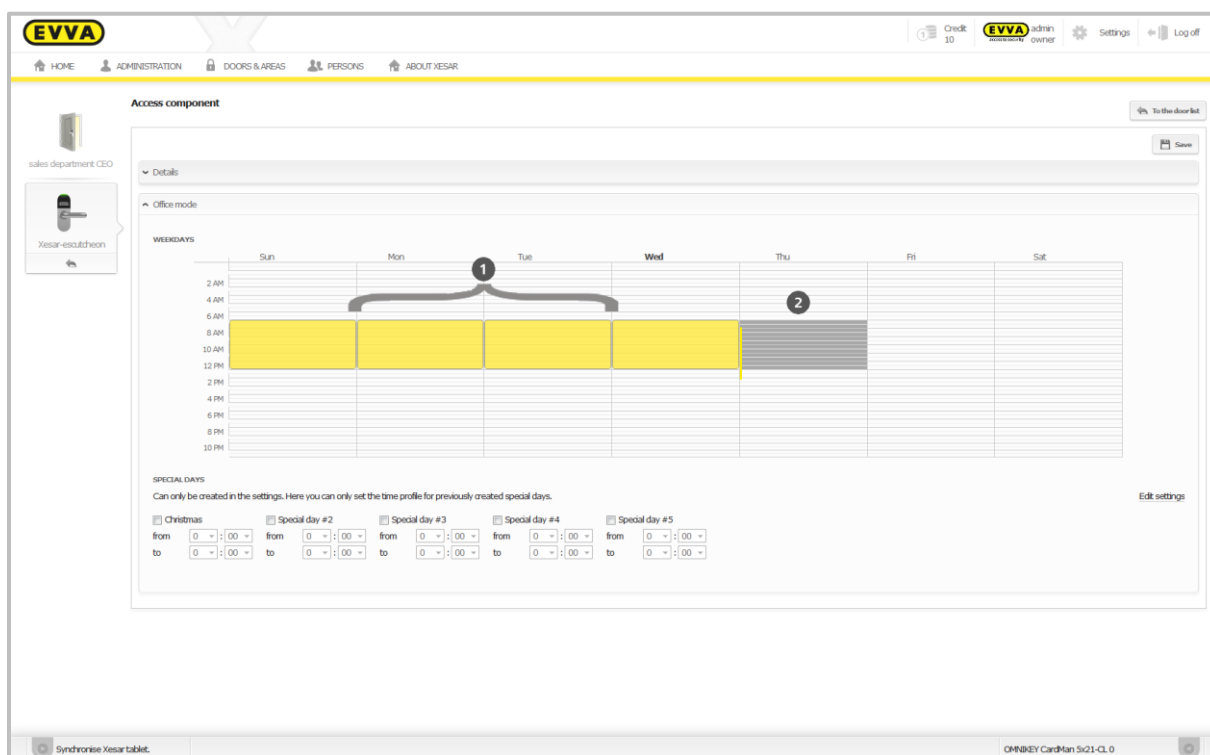 EVVA
Credit
10
EVVA
access security
admin
owner
Settings
Log off
HOME
ADMINISTRATION
DOORS & AREAS
PERSONS
ABOUT XESAR
Access component
To the door list
sales department CEO
Save
Details
Office mode
Xesar-escutcheon
WEEKDAYS
Sun Mon Tue Wed Thu Fri Sat
1
2
2 AM
4 AM
6 AM
8 AM
10 AM
12 PM
2 PM
4 PM
6 PM
8 PM
10 PM
SPECIAL DAYS
Can only be created in the settings. Here you can only set the time profile for previously created special days.
Edit settings
Christmas Special day #2 Special day #3 Special day #4 Special day #5
from 0 : 00 from 0 : 00 from 0 : 00 from 0 : 00 from 0 : 00
to 0 : 00 to 0 : 00 to 0 : 00 to 0 : 00 to 0 : 00
Synchronise Xesar tablet.
OMNIKEY CardMan 5x21-CL 0